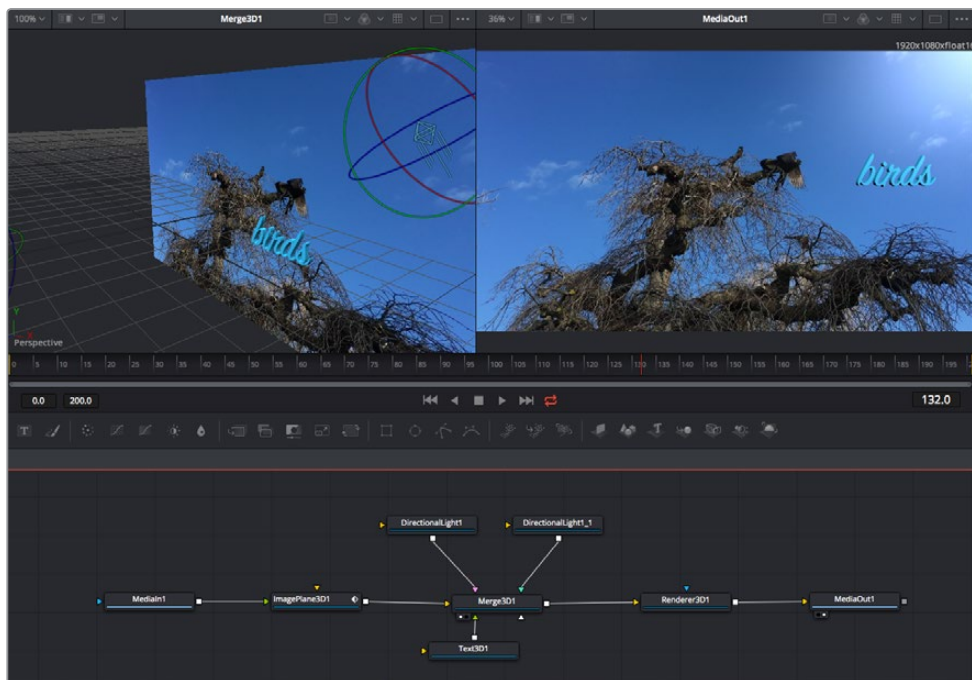 100%
Merge3D1
36%
MediaOut1
1920x1080xfloat1
birds
birds
Y
X
Perspective
0 5 10 15 20 25 30 35 40 45 50 55 60 65 70 75 80 85 90 95 100 105 110 115 120 125 130 135 140 145 150 155 160 165 170 175 180 185 190 195
0.0 200.0 132.0
T
DirectionalLight1 DirectionalLight1_1
MediaIn1 ImagePlane3D1 Merge3D1 Renderer3D1 MediaOut1
Text3D1